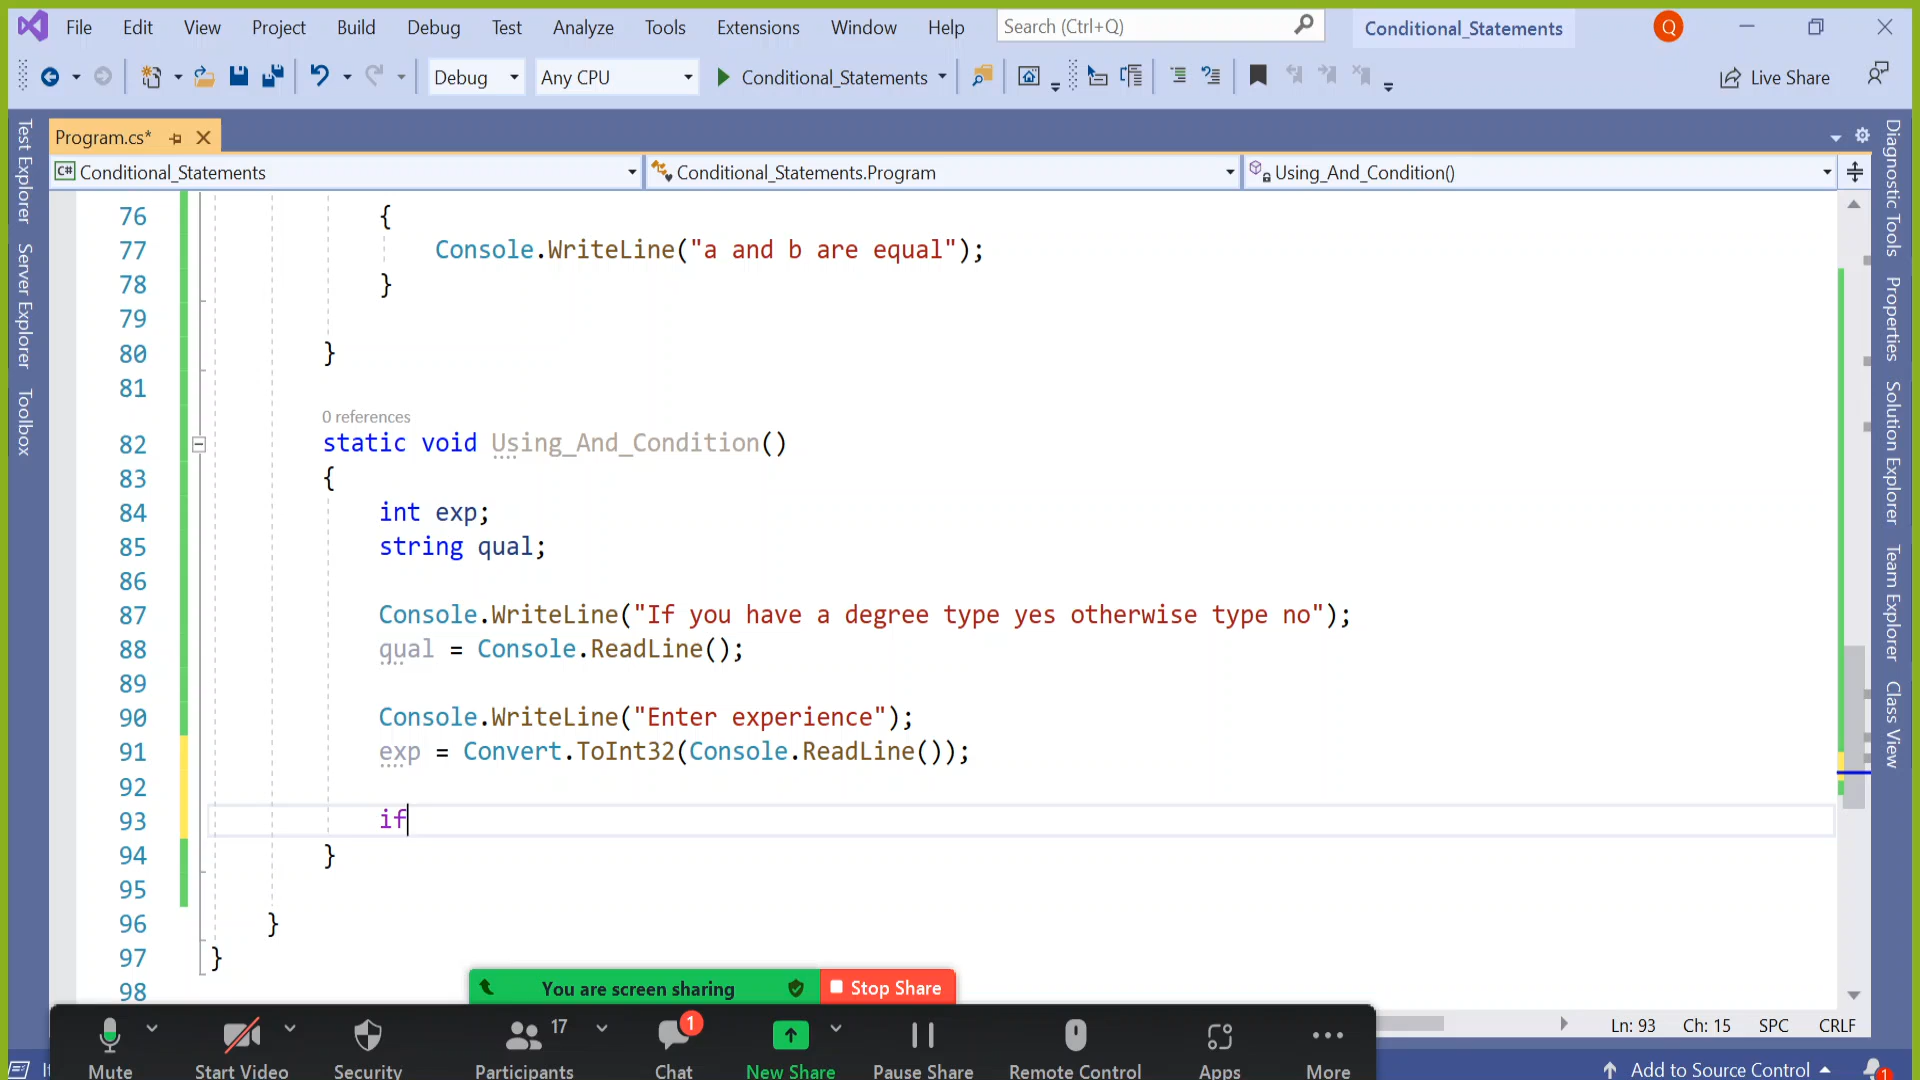 File Edit View Project Build Debug Test Analyze Tools Extensions Window Help Search (Ctrl+Q) Conditional_Statements Q
Debug Any CPU Conditional_Statements Live Share
Program.cs*
C# Conditional_Statements Conditional_Statements.Program Using_And_Condition()
Test Explorer
Server Explorer
Toolbox
76 {
77 Console.WriteLine("a and b are equal");
78 }
79
80 }
81
0 references
82 static void Using_And_Condition()
83 {
84 int exp;
85 string qual;
86
87 Console.WriteLine("If you have a degree type yes otherwise type no");
88 qual = Console.ReadLine();
89
90 Console.WriteLine("Enter experience");
91 exp = Convert.ToInt32(Console.ReadLine());
92
93 if
94 }
95
96 }
97 }
98
Diagnostic Tools
Properties
Solution Explorer
Team Explorer
Class View
You are screen sharing Stop Share
Ln: 93 Ch: 15 SPC CRLF
17 1
Mute Start Video Security Participants Chat New Share Pause Share Remote Control Apps More
Add to Source Control 1